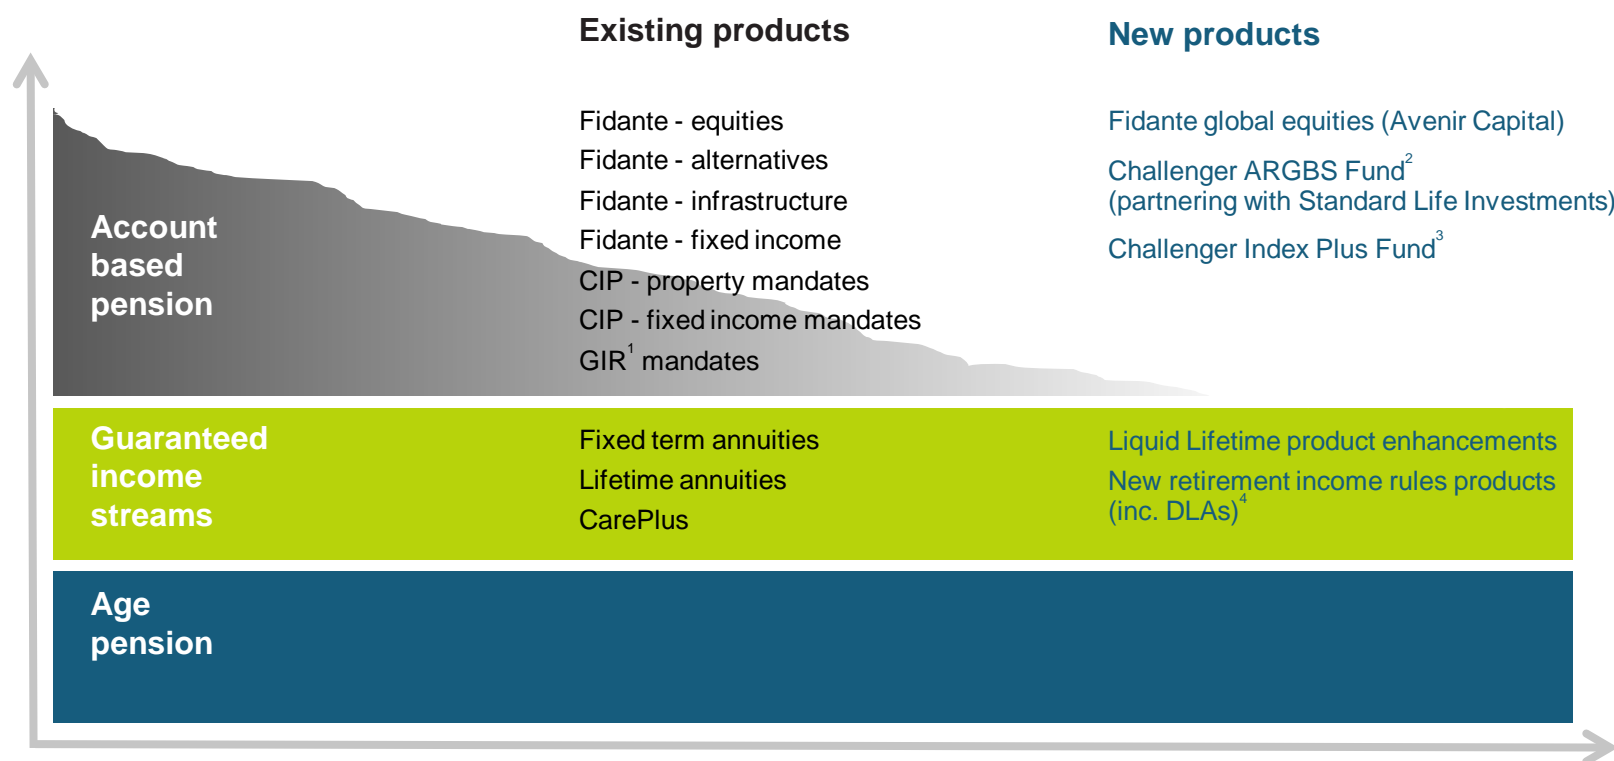 Existing products
New products
Account
based
pension
Fidante - equities
Fidante - alternatives
Fidante - infrastructure
Fidante - fixed income
CIP - property mandates
CIP - fixed income mandates
GIR¹ mandates
Fidante global equities (Avenir Capital)
Challenger ARGBS Fund²
(partnering with Standard Life Investments)
Challenger Index Plus Fund³
Guaranteed
income
streams
Fixed term annuities
Lifetime annuities
CarePlus
Liquid Lifetime product enhancements
New retirement income rules products
(inc. DLAs)⁴
Age
pension